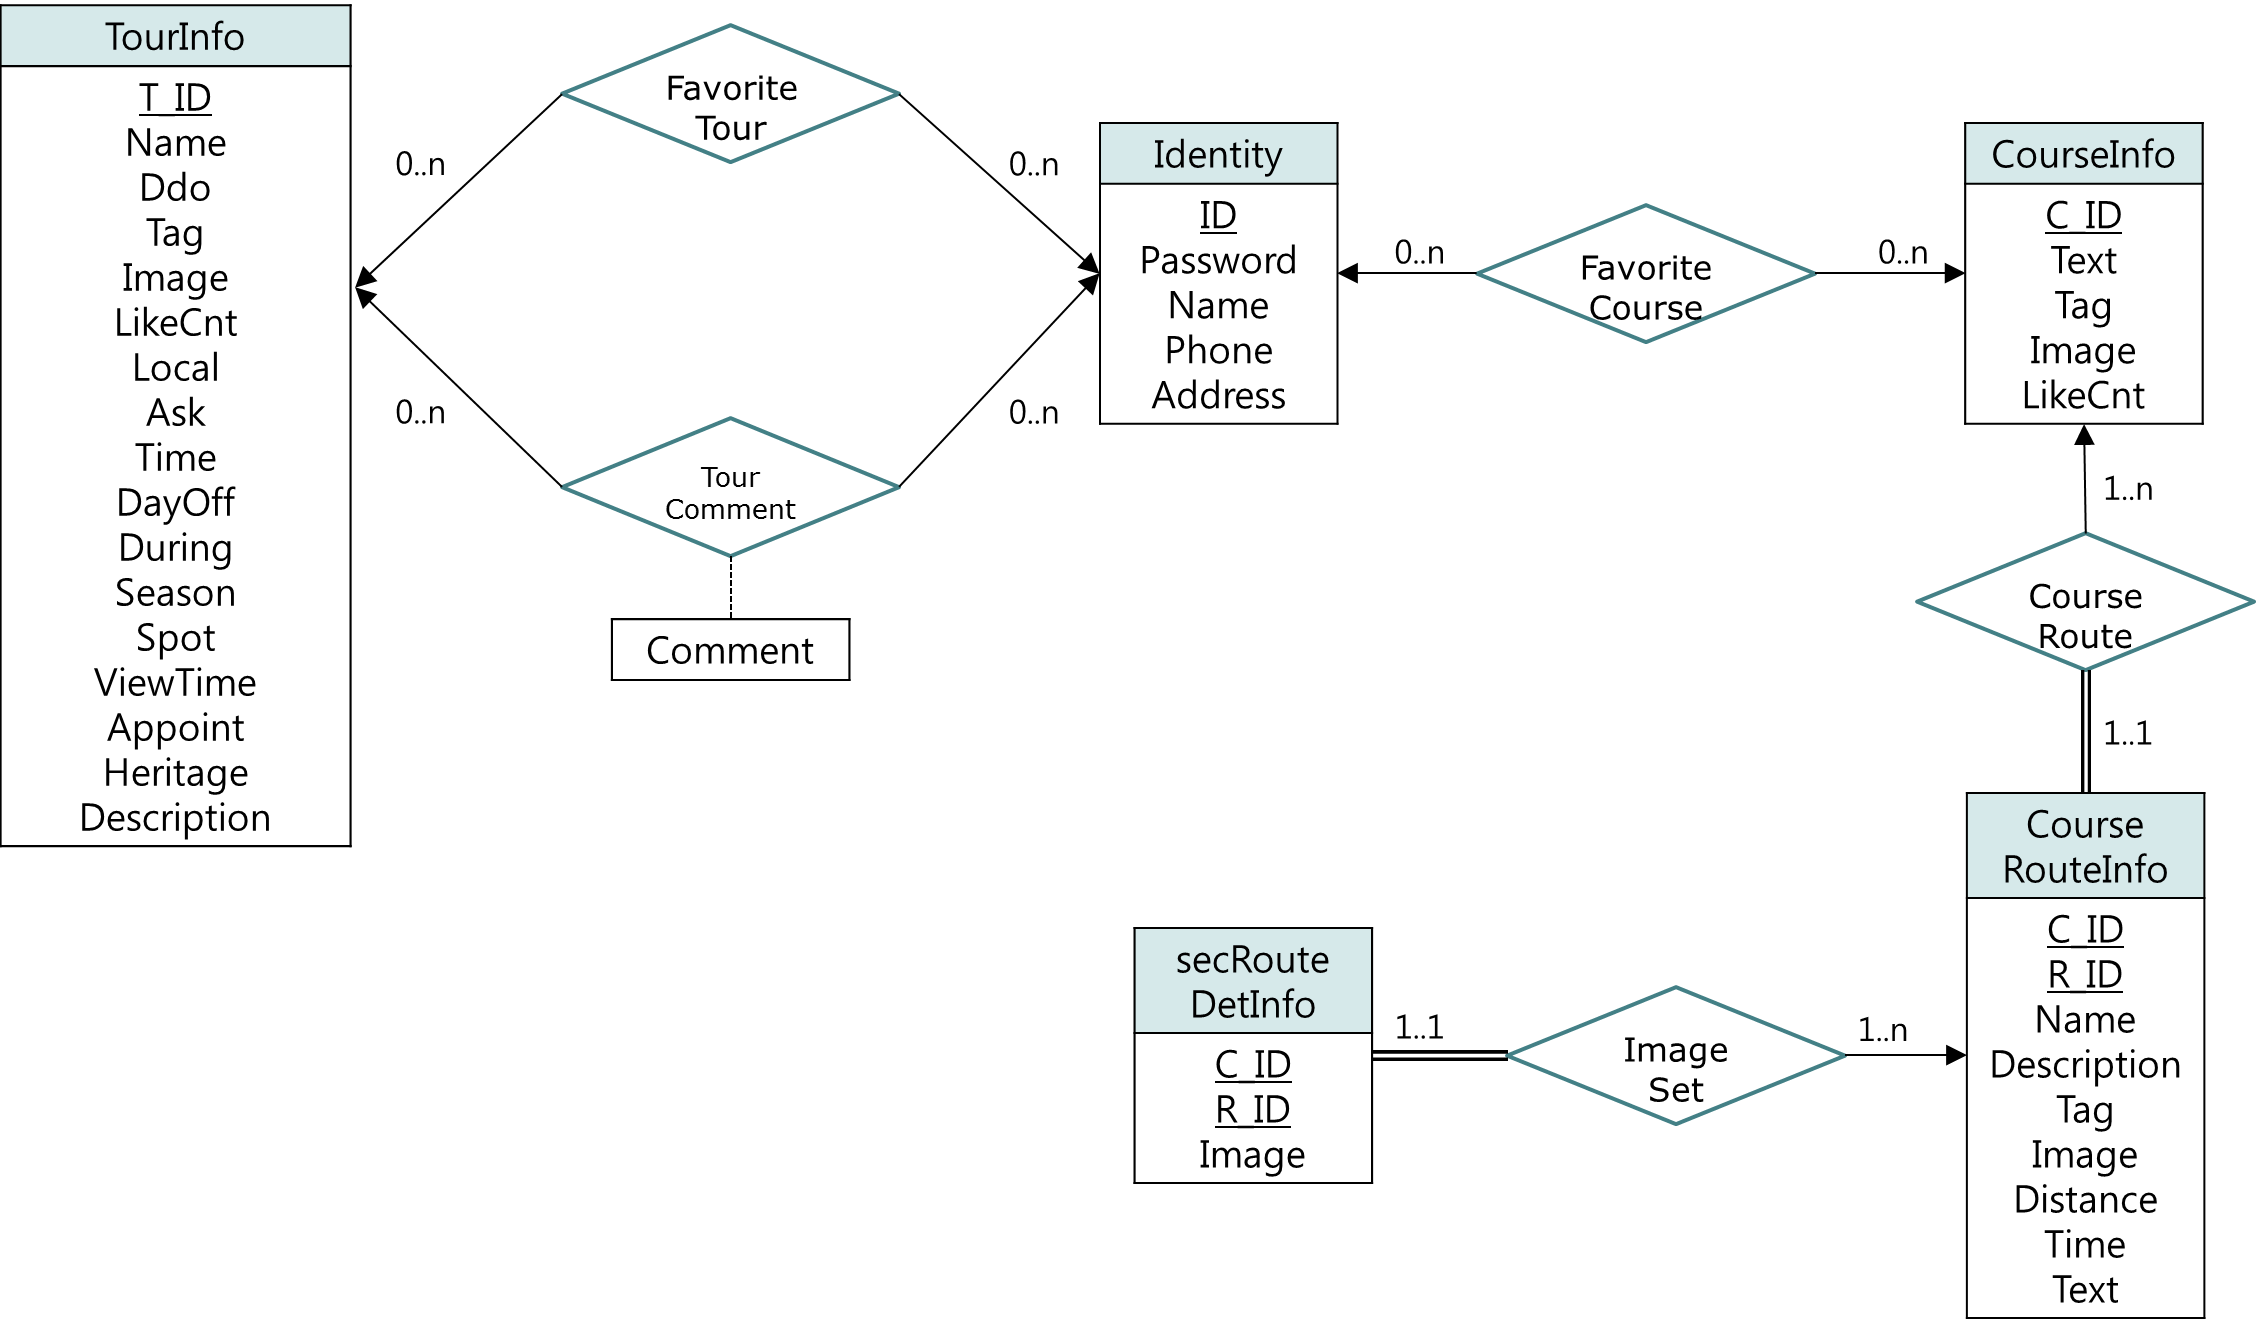 TourInfo
T_ID
Name
Ddo
Tag
Image
LikeCnt
Local
Ask
Time
DayOff
During
Season
Spot
ViewTime
Appoint
Heritage
Description
0..n
0..n
Favorite
Tour
0..n
0..n
Tour
Comment
Comment
Identity
ID
Password
Name
Phone
Address
0..n
Favorite
Course
0..n
CourseInfo
C_ID
Text
Tag
Image
LikeCnt
1..n
Course
Route
1..1
Course
RouteInfo
C_ID
R_ID
Name
Description
Tag
Image
Distance
Time
Text
secRoute
DetInfo
C_ID
R_ID
Image
1..1
Image
Set
1..n